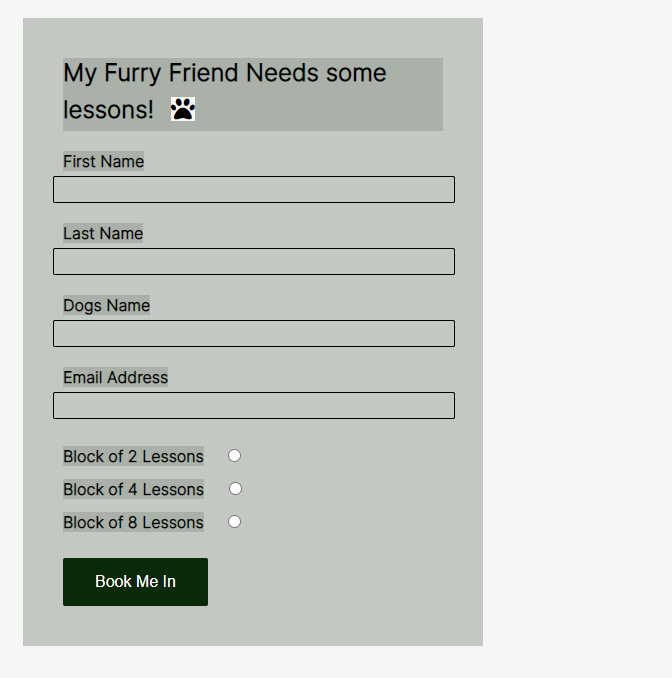 My Furry Friend Needs some
lessons!
First Name
Last Name
Dogs Name
Email Address
Block of 2 Lessons
Block of 4 Lessons
Block of 8 Lessons
Book Me In